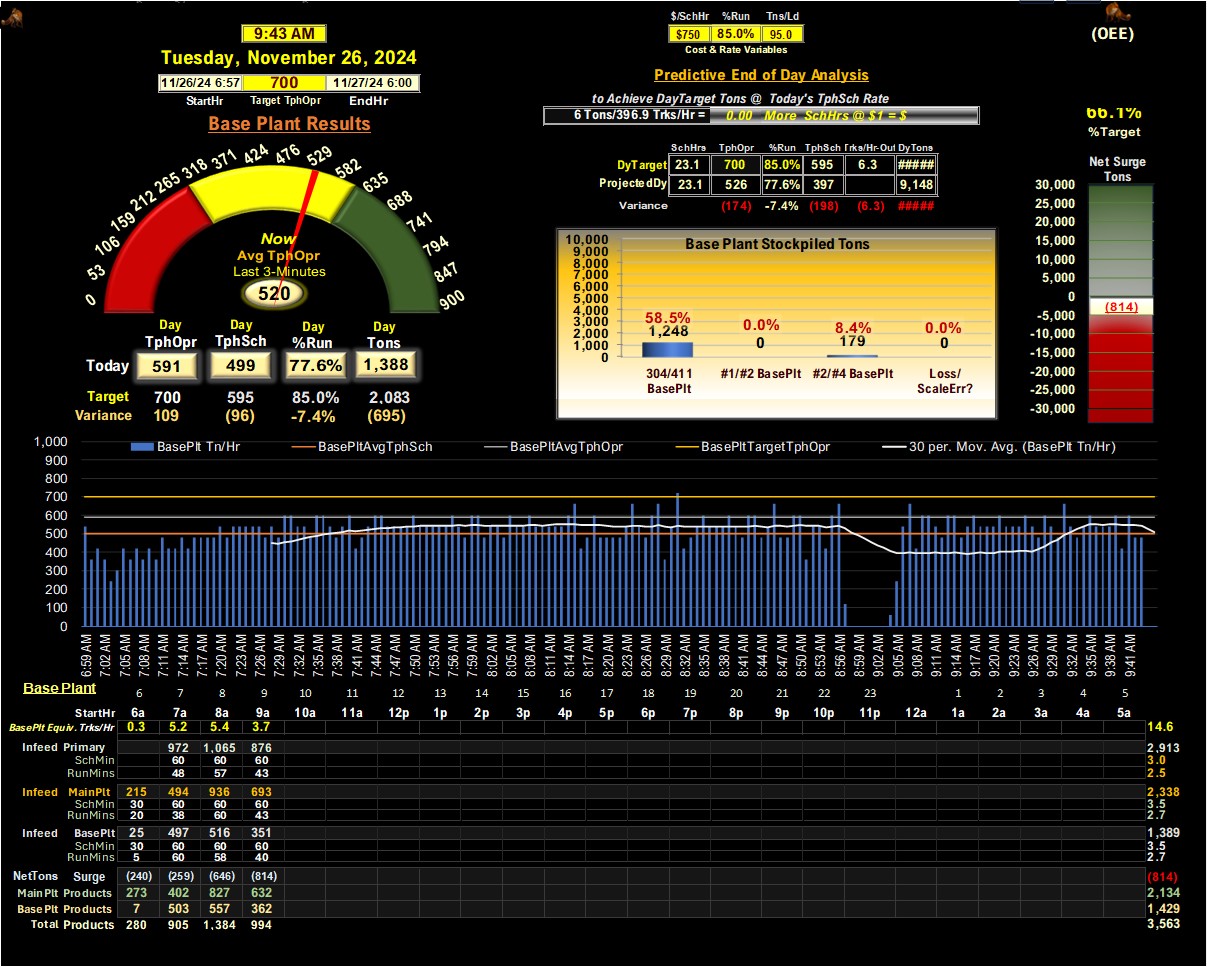 $/SchHr %Run Tns/Ld
9:43 AM
$750 85.0% 95.0
(OEE)
Cost & Rate Variables
Tuesday, November 26, 2024
Predictive End of Day Analysis
11/26/24 6:57 700 11/27/24 6:00
StartHr Target TphOpr EndHr
to Achieve DayTarget Tons @ Today's TphSch Rate
6 Tons/396.9 Trks/Hr = 0.00 More SchHrs @ $1 = $
66.1%
%Target
Base Plant Results
SchHrs TphOpr %Run TphSch Trks/Hr-Out DyTons
DyTarget 23.1 700 85.0% 595 6.3 #####
ProjectedDy 23.1 526 77.6% 397 9,148
Variance (174) -7.4% (198) (6.3) #####
Net Surge
Tons
30,000
25,000
20,000
15,000
10,000
5,000
0
(814)
-5,000
-10,000
-15,000
-20,000
-25,000
-30,000
0 53 106 159 212 265 318 371 424 476 529 582 635 688 741 794 847 900
Now
Avg TphOpr
Last 3-Minutes
520
Base Plant Stockpiled Tons
10,000
9,000
8,000
7,000
6,000
5,000
4,000
3,000
2,000
1,000
0
58.5% 0.0% 8.4% 0.0%
1,248 0 179 0
304/411 #1/#2 BasePlt #2/#4 BasePlt Loss/
BasePlt ScaleErr?
Day Day Day Day
TphOpr TphSch %Run Tons
Today 591 499 77.6% 1,388
Target 700 595 85.0% 2,083
Variance 109 (96) -7.4% (695)
BasePlt Tn/Hr BasePltAvgTphSch BasePltAvgTphOpr BasePltTargetTphOpr 30 per. Mov. Avg. (BasePlt Tn/Hr)
1,000
900
800
700
600
500
400
300
200
100
0
6:59 AM 7:02 AM 7:05 AM 7:08 AM 7:11 AM 7:14 AM 7:17 AM 7:20 AM 7:23 AM 7:26 AM 7:29 AM 7:32 AM 7:35 AM 7:38 AM 7:41 AM 7:44 AM 7:47 AM 7:50 AM 7:53 AM 7:56 AM 7:59 AM 8:02 AM 8:05 AM 8:08 AM 8:11 AM 8:14 AM 8:17 AM 8:20 AM 8:23 AM 8:26 AM 8:29 AM 8:32 AM 8:35 AM 8:38 AM 8:41 AM 8:44 AM 8:47 AM 8:50 AM 8:53 AM 8:56 AM 8:59 AM 9:02 AM 9:05 AM 9:08 AM 9:11 AM 9:14 AM 9:17 AM 9:20 AM 9:23 AM 9:26 AM 9:29 AM 9:32 AM 9:35 AM 9:38 AM 9:41 AM
Base Plant 6 7 8 9 10 11 12 13 14 15 16 17 18 19 20 21 22 23 1 2 3 4 5
StartHr 6a 7a 8a 9a 10a 11a 12p 1p 2p 3p 4p 5p 6p 7p 8p 9p 10p 11p 12a 1a 2a 3a 4a 5a
BasePlt Equiv. Trks/Hr 0.3 5.2 5.4 3.7 14.6
Infeed Primary 972 1,065 876 2,913
SchMin 60 60 60 3.0
RunMins 48 57 43 2.5
Infeed MainPlt 215 494 936 693 2,338
SchMin 30 60 60 60 3.5
RunMins 20 38 60 43 2.7
Infeed BasePlt 25 497 516 351 1,389
SchMin 30 60 60 60 3.5
RunMins 5 60 58 40 2.7
NetTons Surge (240) (259) (646) (814) (814)
Main Plt Products 273 402 827 632 2,134
Base Plt Products 7 503 557 362 1,429
Total Products 280 905 1,384 994 3,563